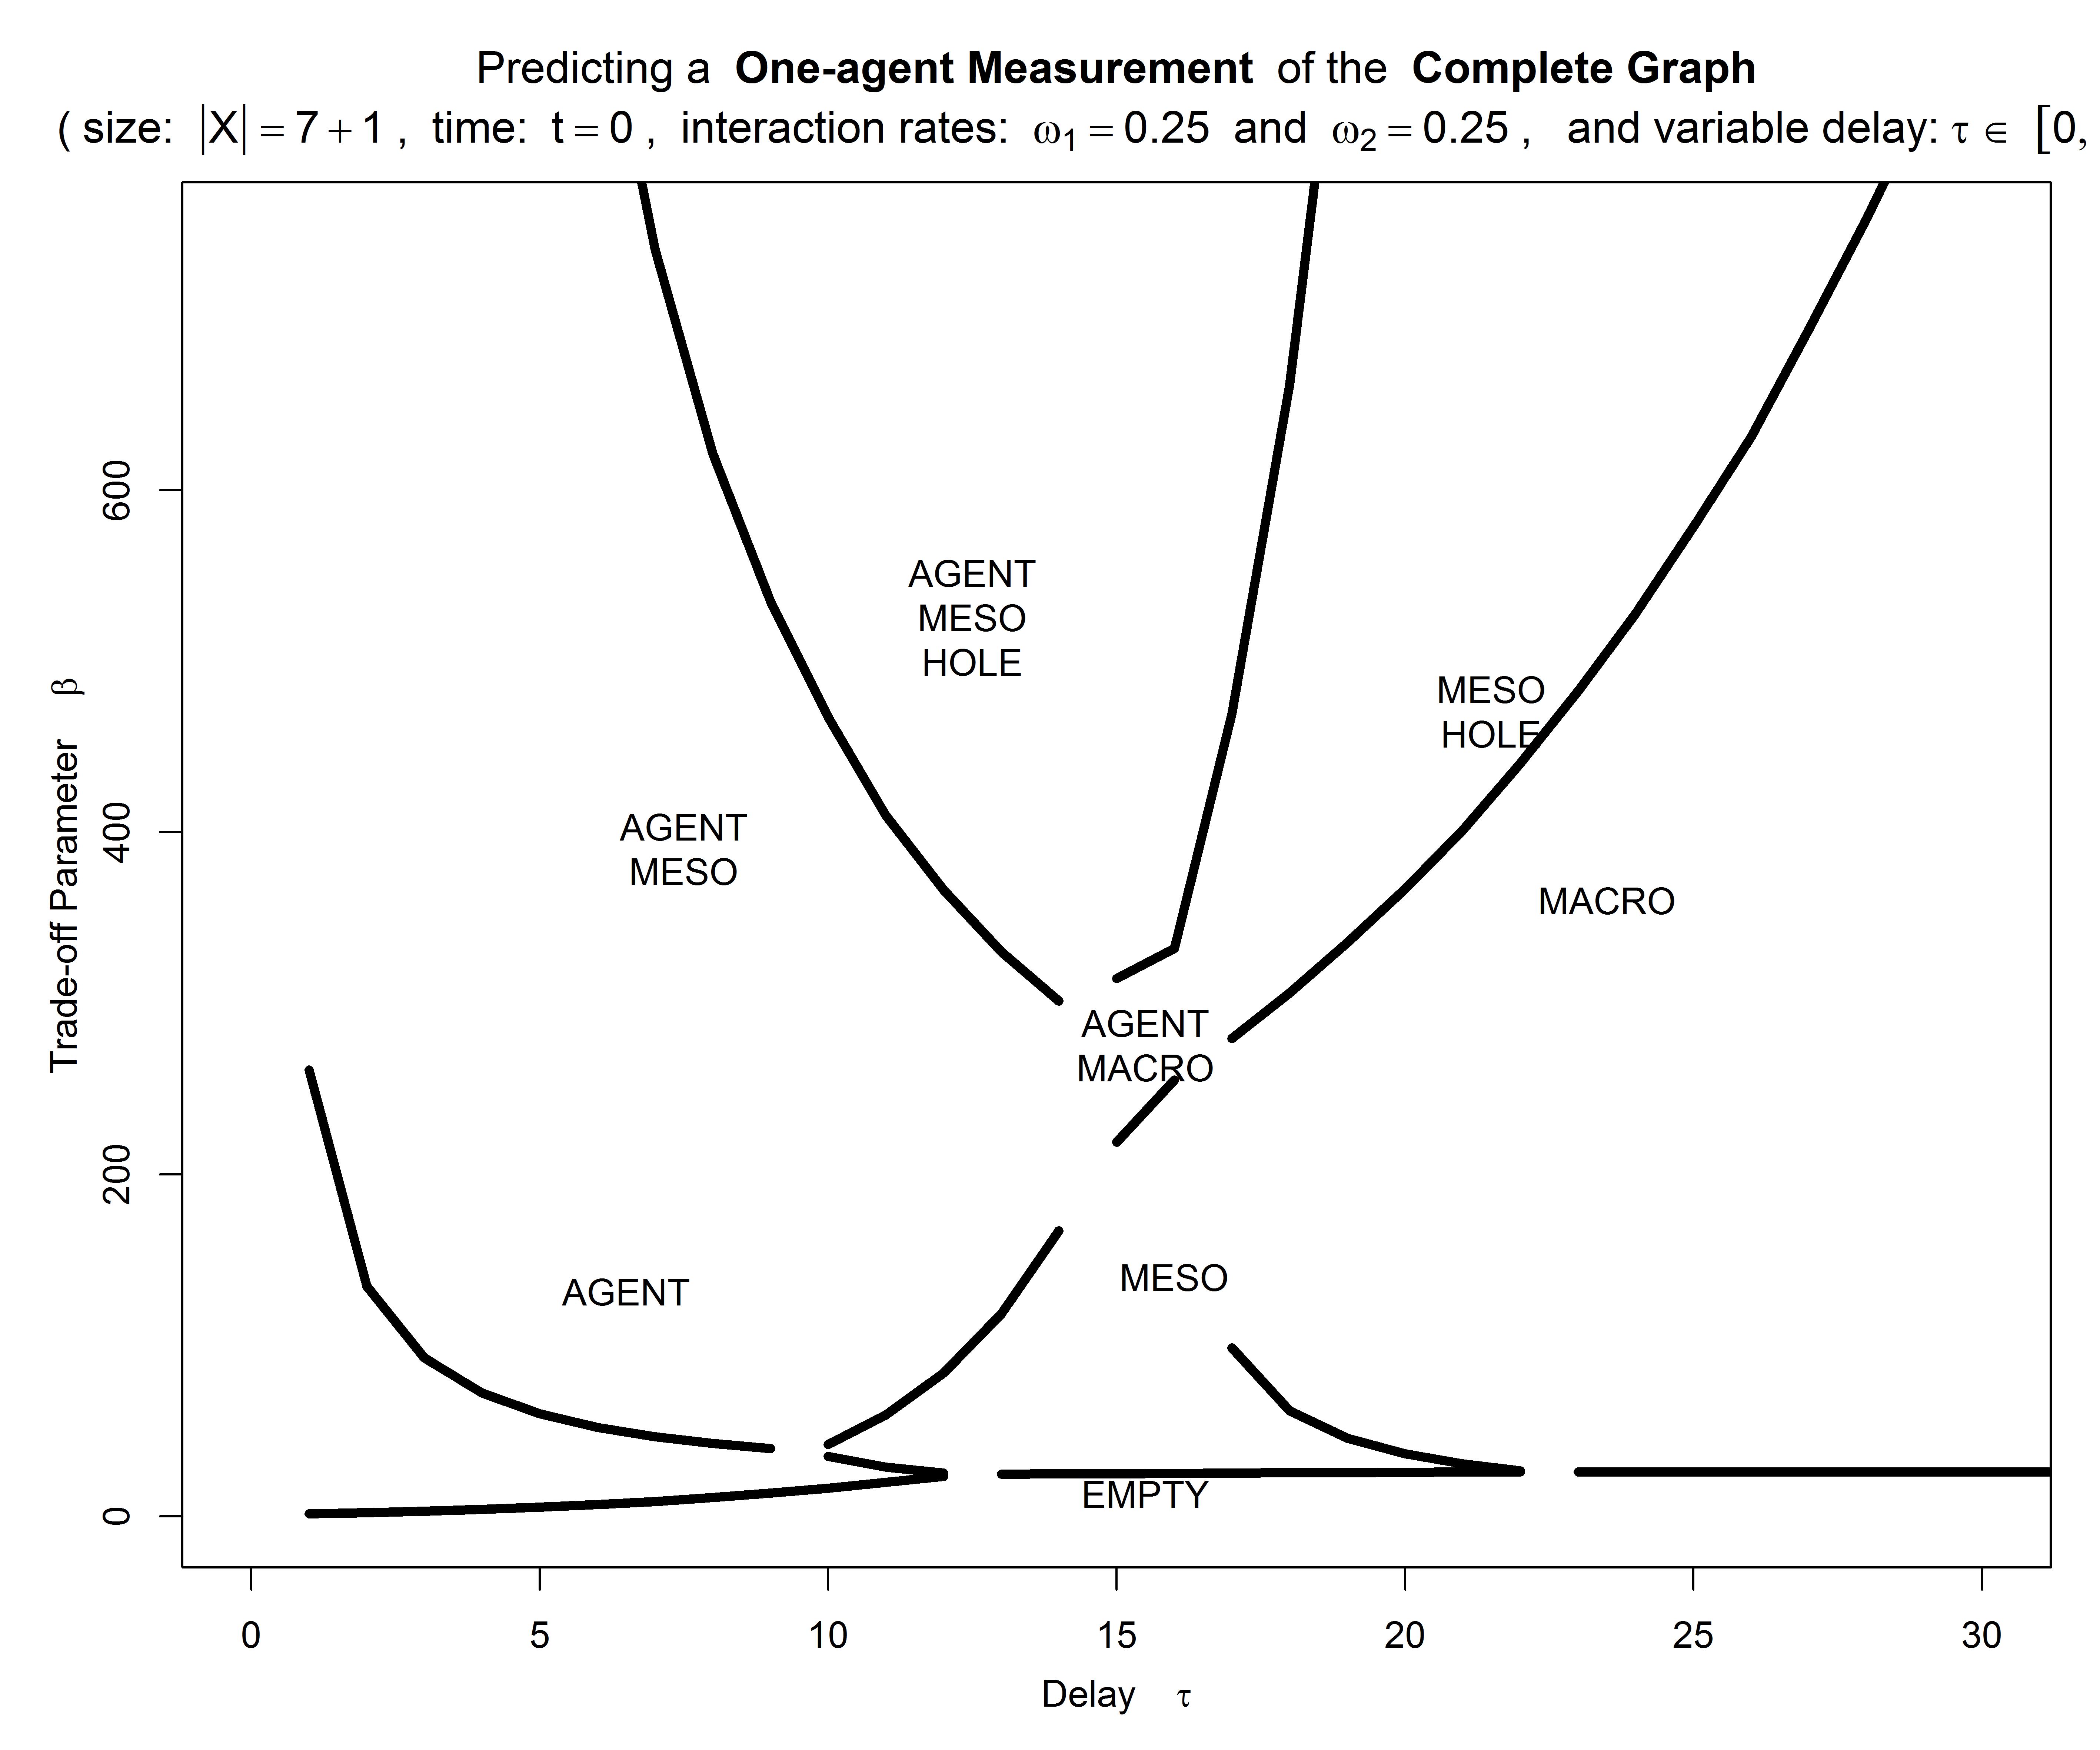 Predicting a One-agent Measurement of the Complete Graph
( size: |X| = 7 + 1 , time: t = 0 , interaction rates: ω₁ = 0.25 and ω₂ = 0.25 , and variable delay: τ ∈ [0,
600
400
200
0
Trade-off Parameter β
AGENT
MESO
HOLE
MESO
HOLE
AGENT
MESO
MACRO
AGENT
MACRO
AGENT
MESO
EMPTY
0 5 10 15 20 25 30
Delay τ